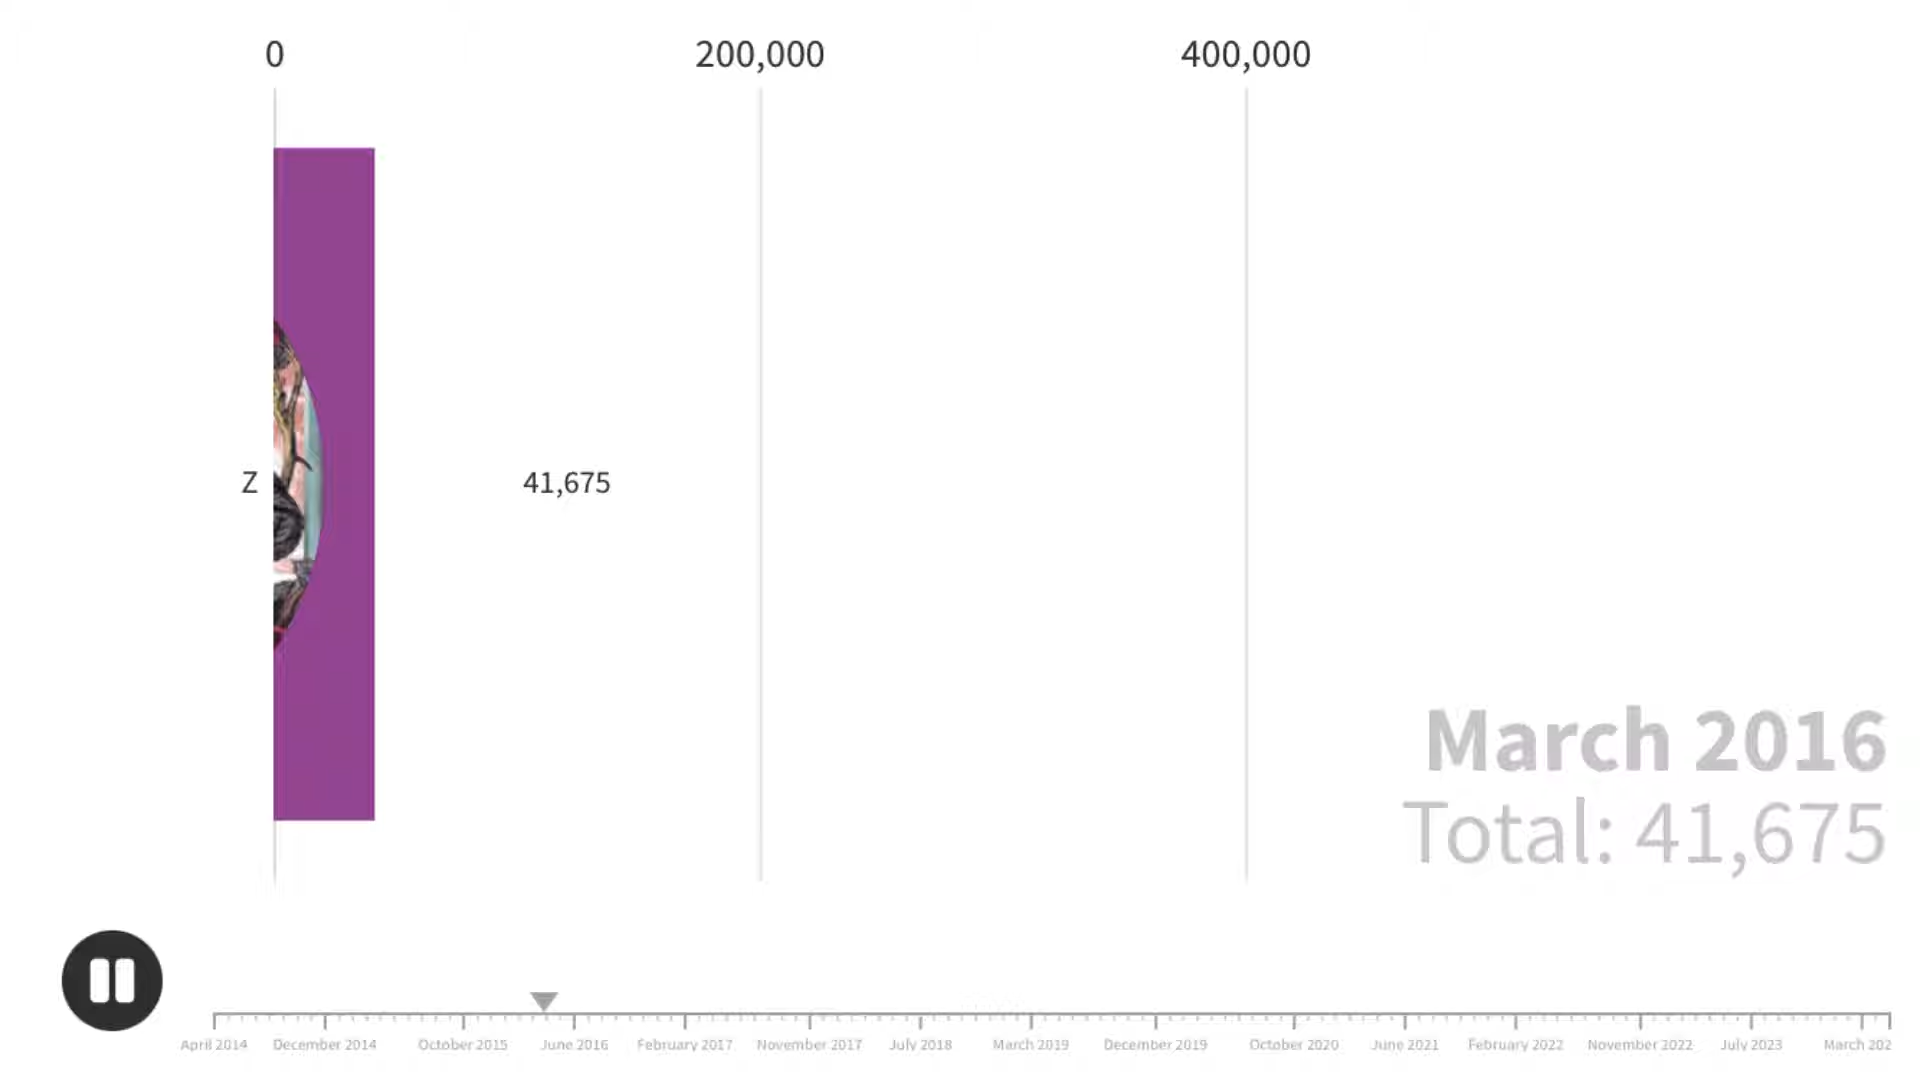 0 200,000 400,000
Z 41,675
March 2016
Total: 41,675
April 2014 December 2014 October 2015 June 2016 February 2017 November 2017 July 2018 March 2019 December 2019 October 2020 June 2021 February 2022 November 2022 July 2023 March 202